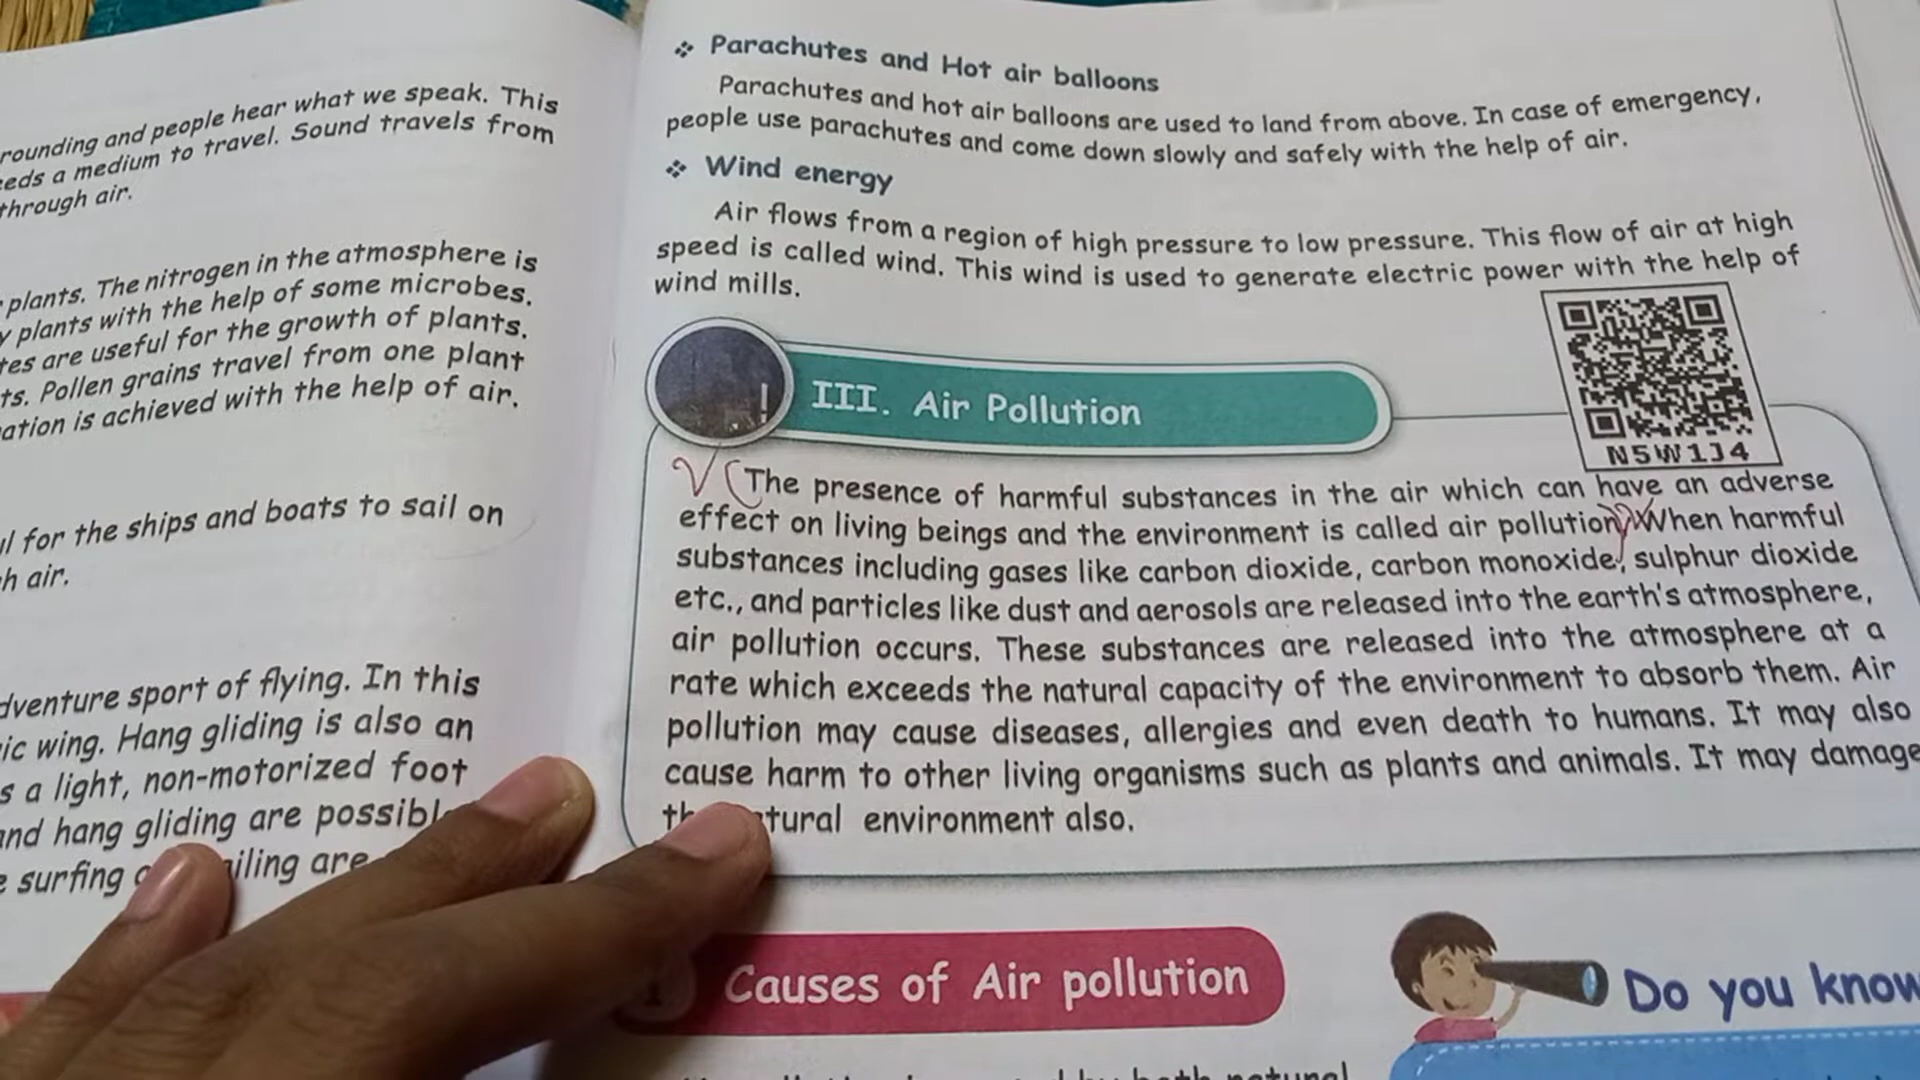 rounding and people hear what we speak. This
eeds a medium to travel. Sound travels from
through air.
plants. The nitrogen in the atmosphere is
y plants with the help of some microbes.
tes are useful for the growth of plants.
ts. Pollen grains travel from one plant
ation is achieved with the help of air.
l for the ships and boats to sail on
h air.
dventure sport of flying. In this
ic wing. Hang gliding is also an
s a light, non-motorized foot
and hang gliding are possibl
e surfing iling are
❖ Parachutes and Hot air balloons
Parachutes and hot air balloons are used to land from above. In case of emergency,
people use parachutes and come down slowly and safely with the help of air.
❖ Wind energy
Air flows from a region of high pressure to low pressure. This flow of air at high
speed is called wind. This wind is used to generate electric power with the help of
wind mills.
N5W1J4
III. Air Pollution
The presence of harmful substances in the air which can have an adverse
effect on living beings and the environment is called air pollution. When harmful
substances including gases like carbon dioxide, carbon monoxide, sulphur dioxide
etc., and particles like dust and aerosols are released into the earth's atmosphere,
air pollution occurs. These substances are released into the atmosphere at a
rate which exceeds the natural capacity of the environment to absorb them. Air
pollution may cause diseases, allergies and even death to humans. It may also
cause harm to other living organisms such as plants and animals. It may damage
th tural environment also.
Causes of Air pollution
Do you know
by both natural